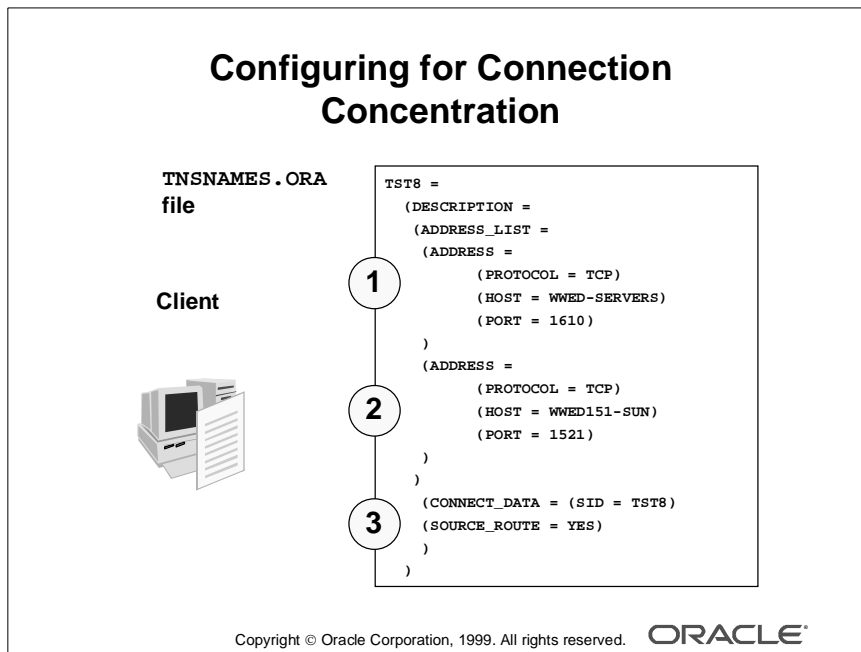 Configuring for Connection
Concentration
TNSNAMES.ORA
file
Client
1
2
3
TST8 =
(DESCRIPTION =
(ADDRESS_LIST =
(ADDRESS =
(PROTOCOL = TCP)
(HOST = WWED-SERVERS)
(PORT = 1610)
)
(ADDRESS =
(PROTOCOL = TCP)
(HOST = WWED151-SUN)
(PORT = 1521)
)
)
(CONNECT_DATA = (SID = TST8)
(SOURCE_ROUTE = YES)
)
)
Copyright © Oracle Corporation, 1999. All rights reserved. ORACLE®